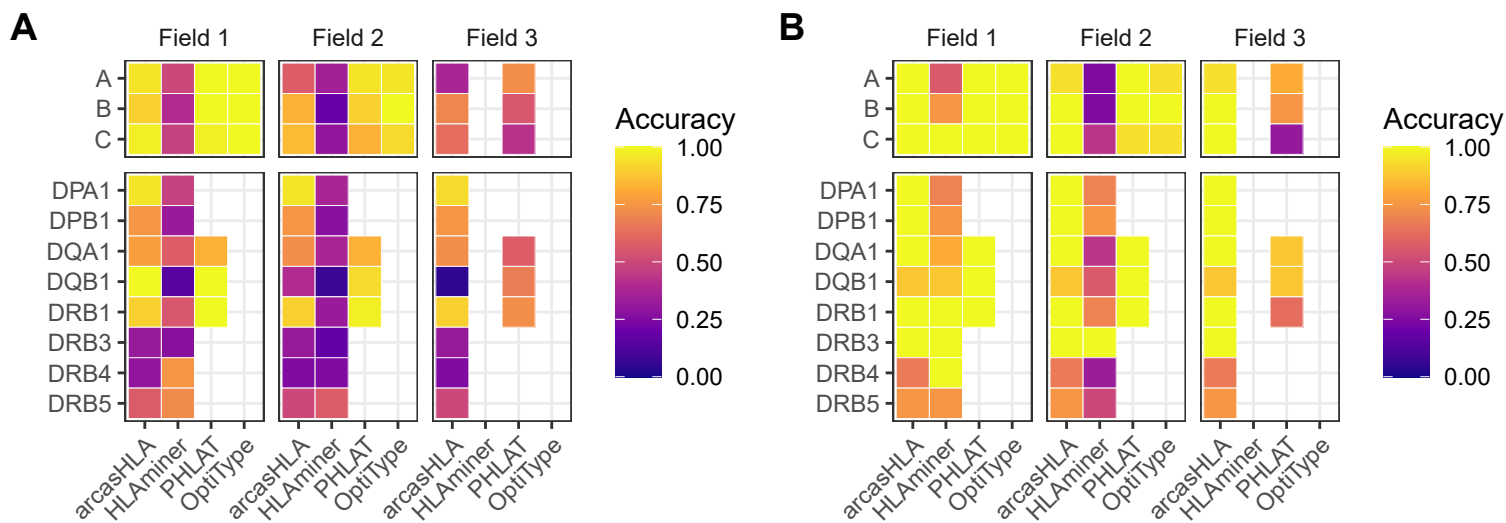 A
Field 1 Field 2 Field 3
A
B
C
DPA1
DPB1
DQA1
DQB1
DRB1
DRB3
DRB4
DRB5
arcasHLA HLAminer PHLAT OptiType arcasHLA HLAminer PHLAT OptiType arcasHLA HLAminer PHLAT OptiType
Accuracy
1.00
0.75
0.50
0.25
0.00
B
Field 1 Field 2 Field 3
A
B
C
DPA1
DPB1
DQA1
DQB1
DRB1
DRB3
DRB4
DRB5
arcasHLA HLAminer PHLAT OptiType arcasHLA HLAminer PHLAT OptiType arcasHLA HLAminer PHLAT OptiType
Accuracy
1.00
0.75
0.50
0.25
0.00